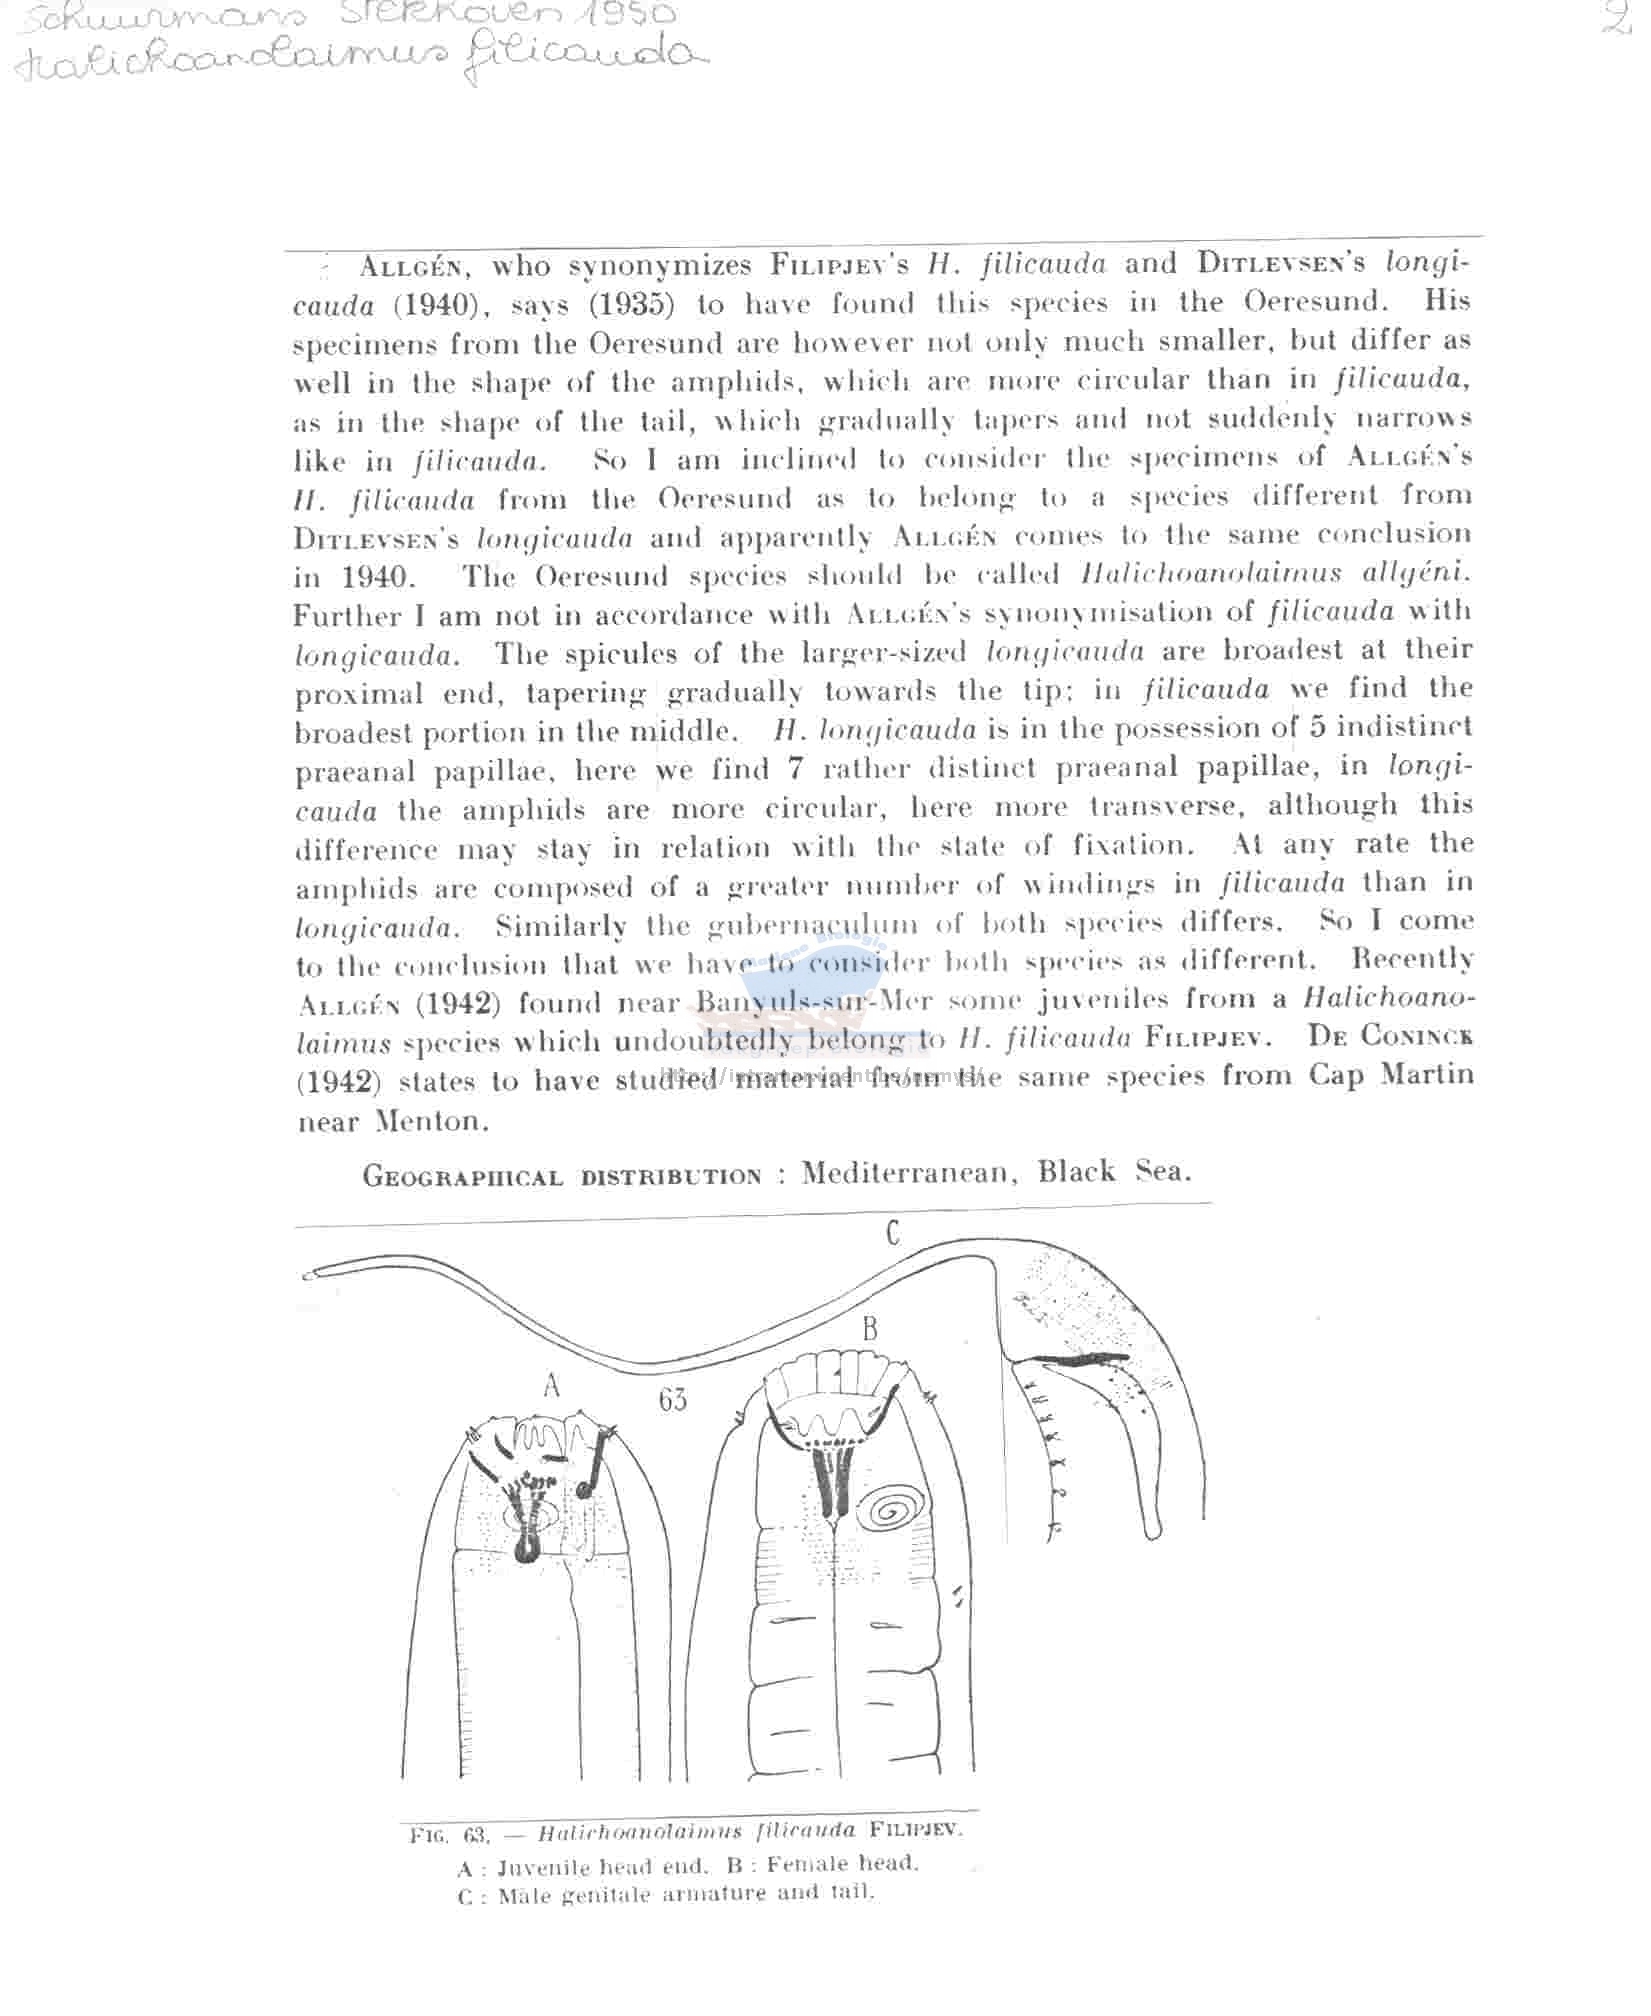 Schuurmans Stekhoven 1950
Halichoanolaimus filicauda
2
ALLGÉN, who synonymizes FILIPJEV's H. filicauda and DITLEVSEN's longi-
cauda (1940), says (1935) to have found this species in the Oeresund. His
specimens from the Oeresund are however not only much smaller, but differ as
well in the shape of the amphids, which are more circular than in filicauda,
as in the shape of the tail, which gradually tapers and not suddenly narrows
like in filicauda. So I am inclined to consider the specimens of ALLGÉN's
H. filicauda from the Oeresund as to belong to a species different from
DITLEVSEN's longicauda and apparently ALLGÉN comes to the same conclusion
in 1940. The Oeresund species should be called Halichoanolaimus allgéni.
Further I am not in accordance with ALLGÉN's synonymisation of filicauda with
longicauda. The spicules of the larger-sized longicauda are broadest at their
proximal end, tapering gradually towards the tip; in filicauda we find the
broadest portion in the middle. H. longicauda is in the possession of 5 indistinct
praeanal papillae, here we find 7 rather distinct praeanal papillae, in longi-
cauda the amphids are more circular, here more transverse, although this
difference may stay in relation with the state of fixation. At any rate the
amphids are composed of a greater number of windings in filicauda than in
longicauda. Similarly the gubernaculum of both species differs. So I come
to the conclusion that we have to consider both species as different. Recently
ALLGÉN (1942) found near Banyuls-sur-Mer some juveniles from a Halichoano-
laimus species which undoubtedly belong to H. filicauda FILIPJEV. DE CONINCK
(1942) states to have studied material from the same species from Cap Martin
near Menton.
GEOGRAPHICAL DISTRIBUTION : Mediterranean, Black Sea.
C
B
A
63
FIG. 63. — Halichoanolaimus filicauda FILIPJEV.
A : Juvenile head end. B : Female head.
C : Male genitale armature and tail.